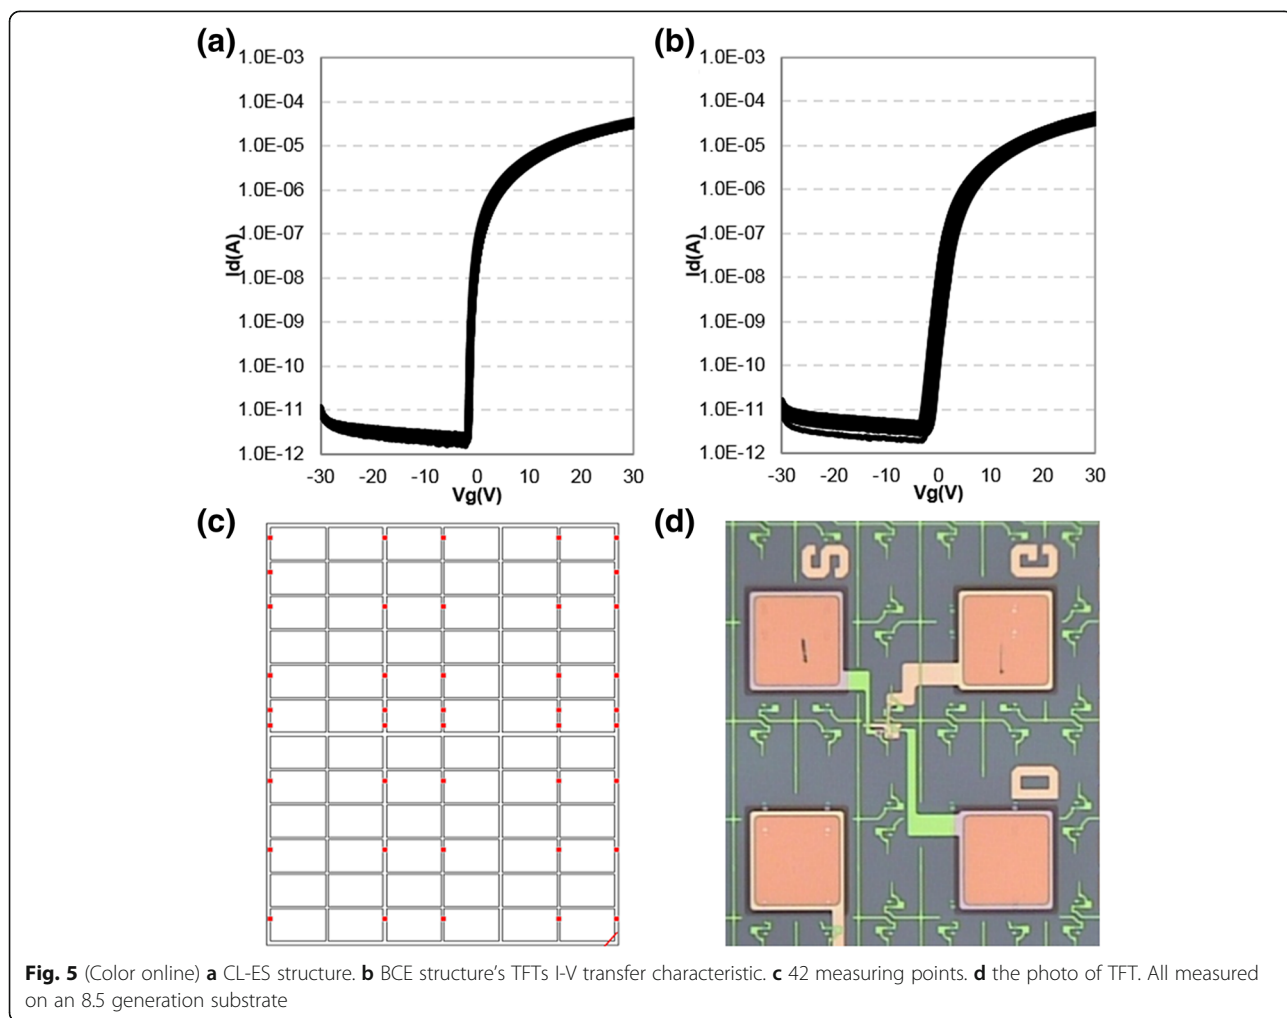 (a)
1.0E-03
1.0E-04
1.0E-05
1.0E-06
1.0E-07
1.0E-08
1.0E-09
1.0E-10
1.0E-11
1.0E-12
Id(A)
-30 -20 -10 0 10 20 30
Vg(V)
(b)
1.0E-03
1.0E-04
1.0E-05
1.0E-06
1.0E-07
1.0E-08
1.0E-09
1.0E-10
1.0E-11
1.0E-12
Id(A)
-30 -20 -10 0 10 20 30
Vg(V)
(c)
(d)
S
G
D
Fig. 5 (Color online) a CL-ES structure. b BCE structure's TFTs I-V transfer characteristic. c 42 measuring points. d the photo of TFT. All measured
on an 8.5 generation substrate